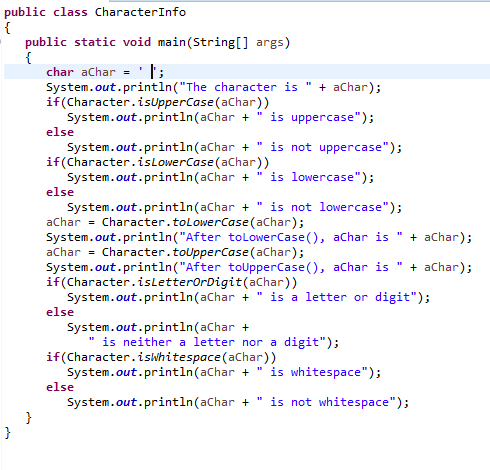 public class CharacterInfo
{
public static void main(String[] args)
{
char aChar = ' ';
System.out.println("The character is " + aChar);
if(Character.isUpperCase(aChar))
System.out.println(aChar + " is uppercase");
else
System.out.println(aChar + " is not uppercase");
if(Character.isLowerCase(aChar))
System.out.println(aChar + " is lowercase");
else
System.out.println(aChar + " is not lowercase");
aChar = Character.toLowerCase(aChar);
System.out.println("After toLowerCase(), aChar is " + aChar);
aChar = Character.toUpperCase(aChar);
System.out.println("After toUpperCase(), aChar is " + aChar);
if(Character.isLetterOrDigit(aChar))
System.out.println(aChar + " is a letter or digit");
else
System.out.println(aChar +
" is neither a letter nor a digit");
if(Character.isWhitespace(aChar))
System.out.println(aChar + " is whitespace");
else
System.out.println(aChar + " is not whitespace");
}
}